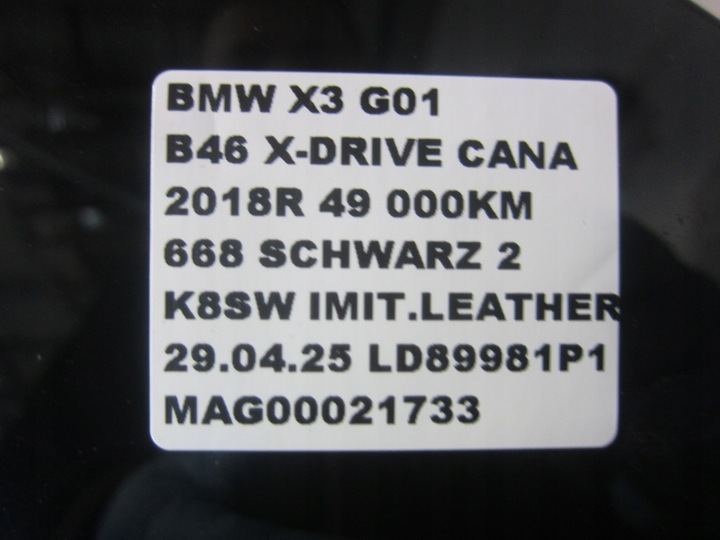 BMW X3 G01
B46 X-DRIVE CANA
2018R 49 000KM
668 SCHWARZ 2
K8SW IMIT.LEATHER
29.04.25 LD89981P1
MAG00021733